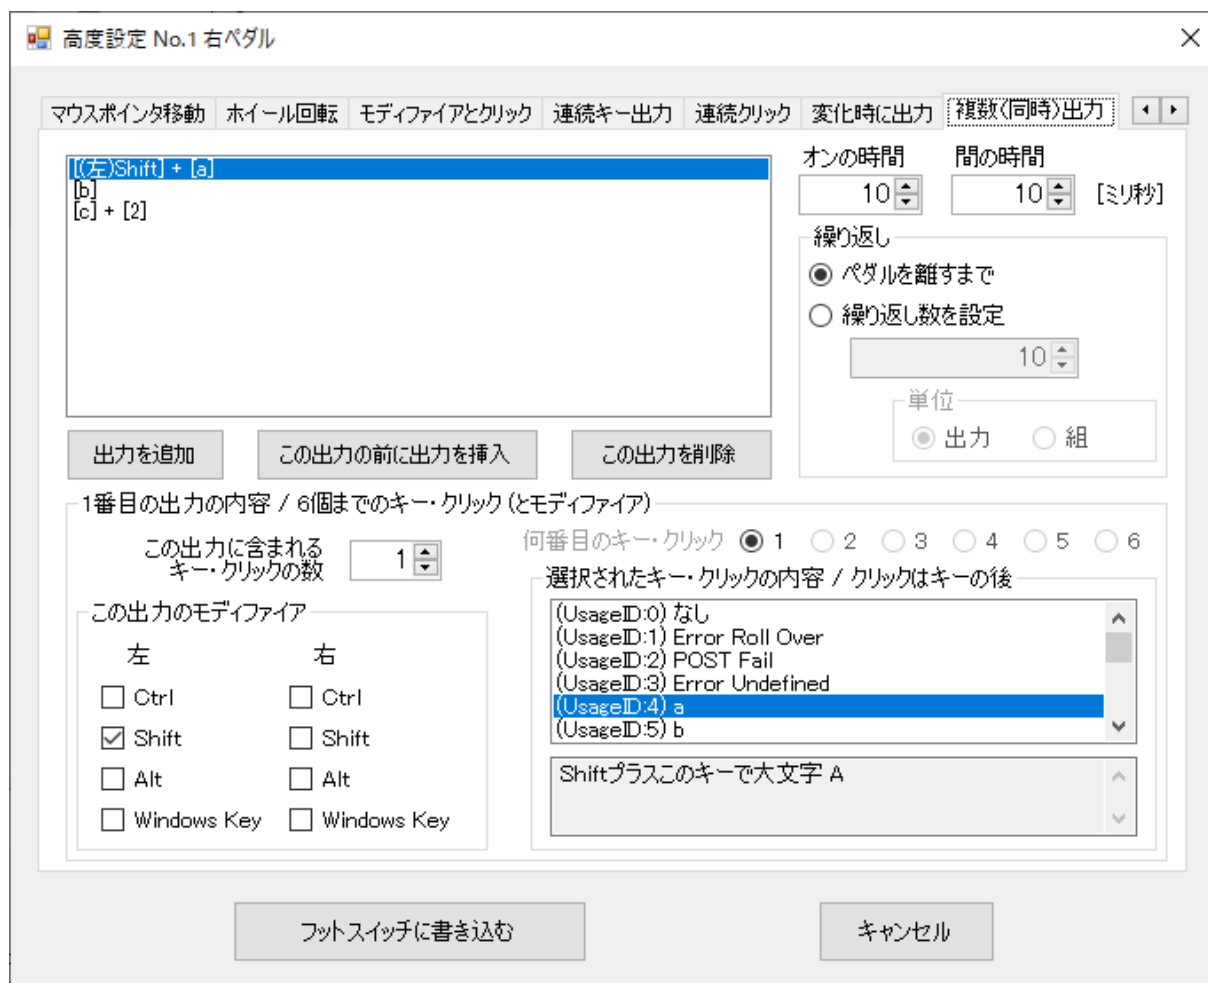 高度設定 No.1 右ペダル
マウスポインタ移動 ホイール回転 モディファイアとクリック 連続キー出力 連続クリック 変化時に出力 複数(同時)出力
[(左)Shift] + [a]
[b]
[c] + [2]
オンの時間 間の時間
10 10 [ミリ秒]
繰り返し
ペダルを離すまで
繰り返し数を設定
10
単位
出力 組
出力を追加 この出力の前に出力を挿入 この出力を削除
1番目の出力の内容 / 6個までのキー・クリック (とモディファイア)
この出力に含まれる
キー・クリックの数
1
何番目のキー・クリック 1 2 3 4 5 6
選択されたキー・クリックの内容 / クリックはキーの後
(UsageID:0) なし
(UsageID:1) Error Roll Over
(UsageID:2) POST Fail
(UsageID:3) Error Undefined
(UsageID:4) a
(UsageID:5) b
Shiftプラスこのキーで大文字 A
この出力のモディファイア
左 右
Ctrl Ctrl
Shift Shift
Alt Alt
Windows Key Windows Key
フットスイッチに書き込む キャンセル